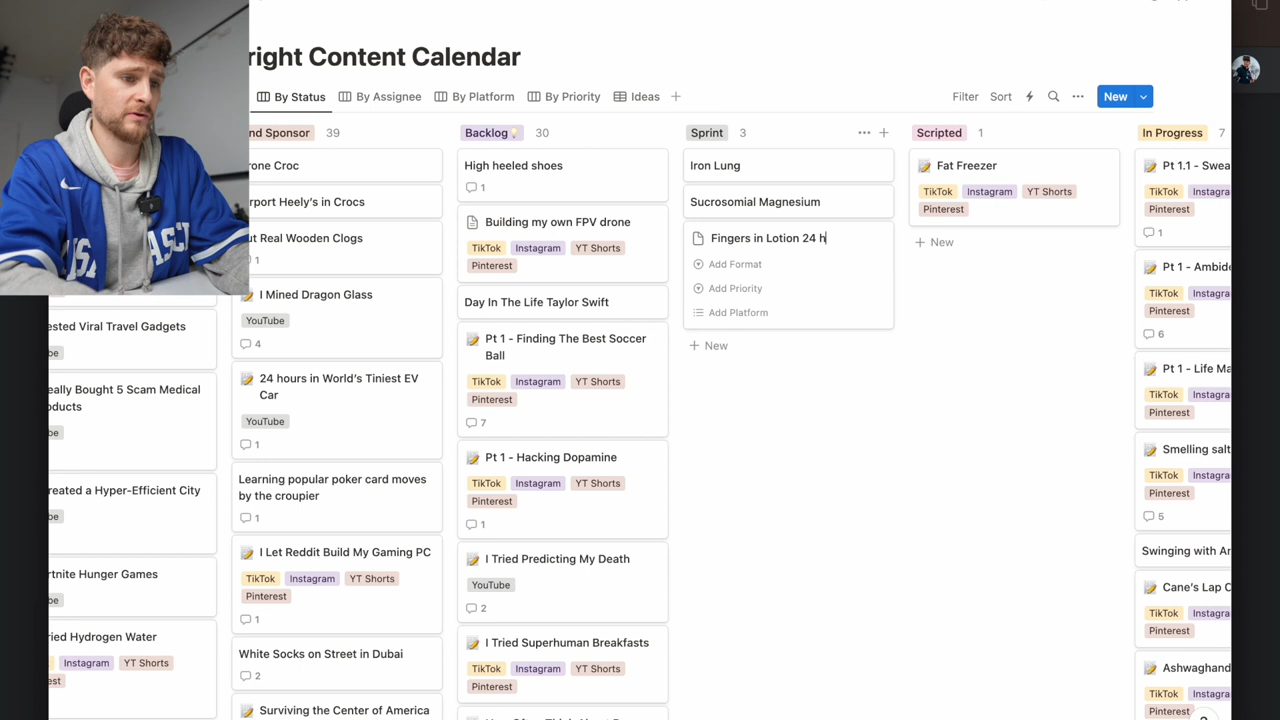 right Content Calendar
By Status
By Assignee
By Platform
By Priority
Ideas
Filter
Sort
New
nd Sponsor 39
rone Croc
rport Heely's in Crocs
ut Real Wooden Clogs
1
I Mined Dragon Glass
YouTube
4
24 hours in World's Tiniest EV
Car
YouTube
1
Learning popular poker card moves
by the croupier
1
I Let Reddit Build My Gaming PC
TikTok Instagram YT Shorts
Pinterest
1
White Socks on Street in Dubai
2
Surviving the Center of America
ested Viral Travel Gadgets
be
eally Bought 5 Scam Medical
oducts
be
reated a Hyper-Efficient City
be
rtnite Hunger Games
be
ried Hydrogen Water
Instagram YT Shorts
est
Backlog 30
High heeled shoes
1
Building my own FPV drone
TikTok Instagram YT Shorts
Pinterest
Day In The Life Taylor Swift
Pt 1 - Finding The Best Soccer
Ball
TikTok Instagram YT Shorts
Pinterest
7
Pt 1 - Hacking Dopamine
TikTok Instagram YT Shorts
Pinterest
1
I Tried Predicting My Death
YouTube
2
I Tried Superhuman Breakfasts
TikTok Instagram YT Shorts
Pinterest
Sprint 3
Iron Lung
Sucrosomial Magnesium
Fingers in Lotion 24 h
Add Format
Add Priority
Add Platform
New
Scripted 1
Fat Freezer
TikTok Instagram YT Shorts
Pinterest
New
In Progress 7
Pt 1.1 - Swea
TikTok Instagra
Pinterest
1
Pt 1 - Ambide
TikTok Instagra
Pinterest
6
Pt 1 - Life Ma
TikTok Instagra
Pinterest
Smelling salt
TikTok Instagra
Pinterest
5
Swinging with Ar
Cane's Lap C
TikTok Instagra
Pinterest
Ashwaghand
TikTok Instagra
Pinterest